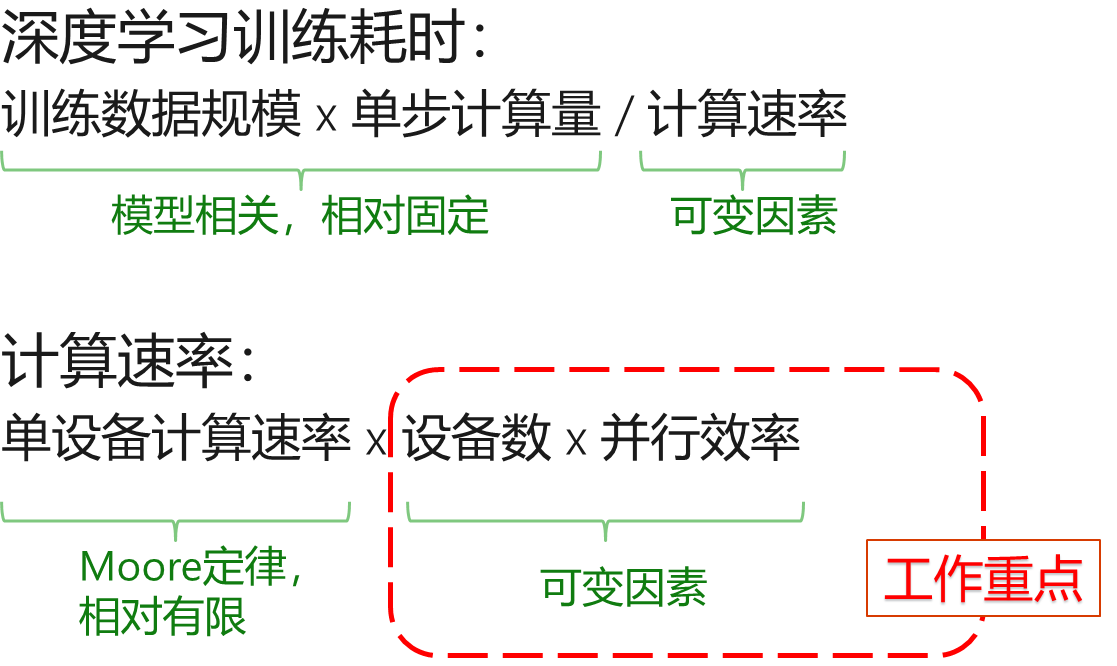 深度学习训练耗时：
训练数据规模 x 单步计算量 / 计算速率
模型相关，相对固定
可变因素
计算速率：
单设备计算速率 x 设备数 x 并行效率
Moore定律，
相对有限
可变因素
工作重点